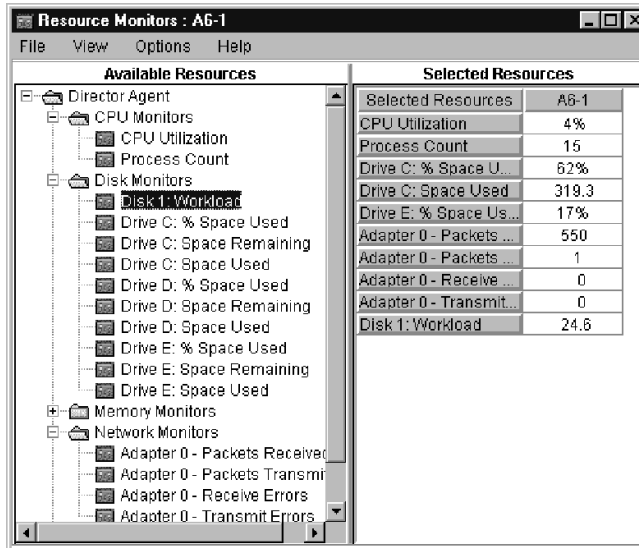 Resource Monitors : A6-1
File View Options Help
Available Resources
Director Agent
CPU Monitors
CPU Utilization
Process Count
Disk Monitors
Disk 1: Workload
Drive C: % Space Used
Drive C: Space Remaining
Drive C: Space Used
Drive D: % Space Used
Drive D: Space Remaining
Drive D: Space Used
Drive E: % Space Used
Drive E: Space Remaining
Drive E: Space Used
Memory Monitors
Network Monitors
Adapter 0 - Packets Received
Adapter 0 - Packets Transmi
Adapter 0 - Receive Errors
Adapter 0 - Transmit Errors
Selected Resources
Selected Resources A6-1
CPU Utilization 4%
Process Count 15
Drive C: % Space U... 62%
Drive C: Space Used 319.3
Drive E: % Space Us... 17%
Adapter 0 - Packets ... 550
Adapter 0 - Packets ... 1
Adapter 0 - Receive ... 0
Adapter 0 - Transmit... 0
Disk 1: Workload 24.6